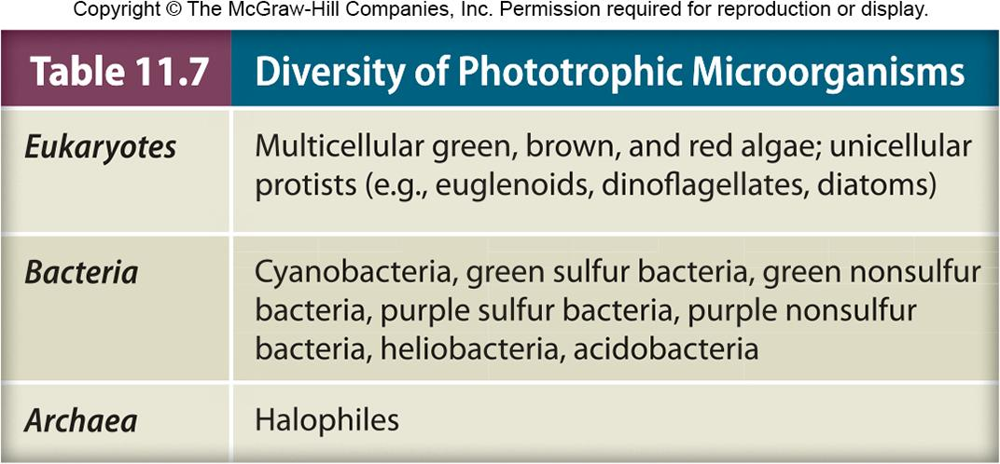 Copyright © The McGraw-Hill Companies, Inc. Permission required for reproduction or display.
Table 11.7 Diversity of Phototrophic Microorganisms
Eukaryotes Multicellular green, brown, and red algae; unicellular
protists (e.g., euglenoids, dinoflagellates, diatoms)
Bacteria Cyanobacteria, green sulfur bacteria, green nonsulfur
bacteria, purple sulfur bacteria, purple nonsulfur
bacteria, heliobacteria, acidobacteria
Archaea Halophiles